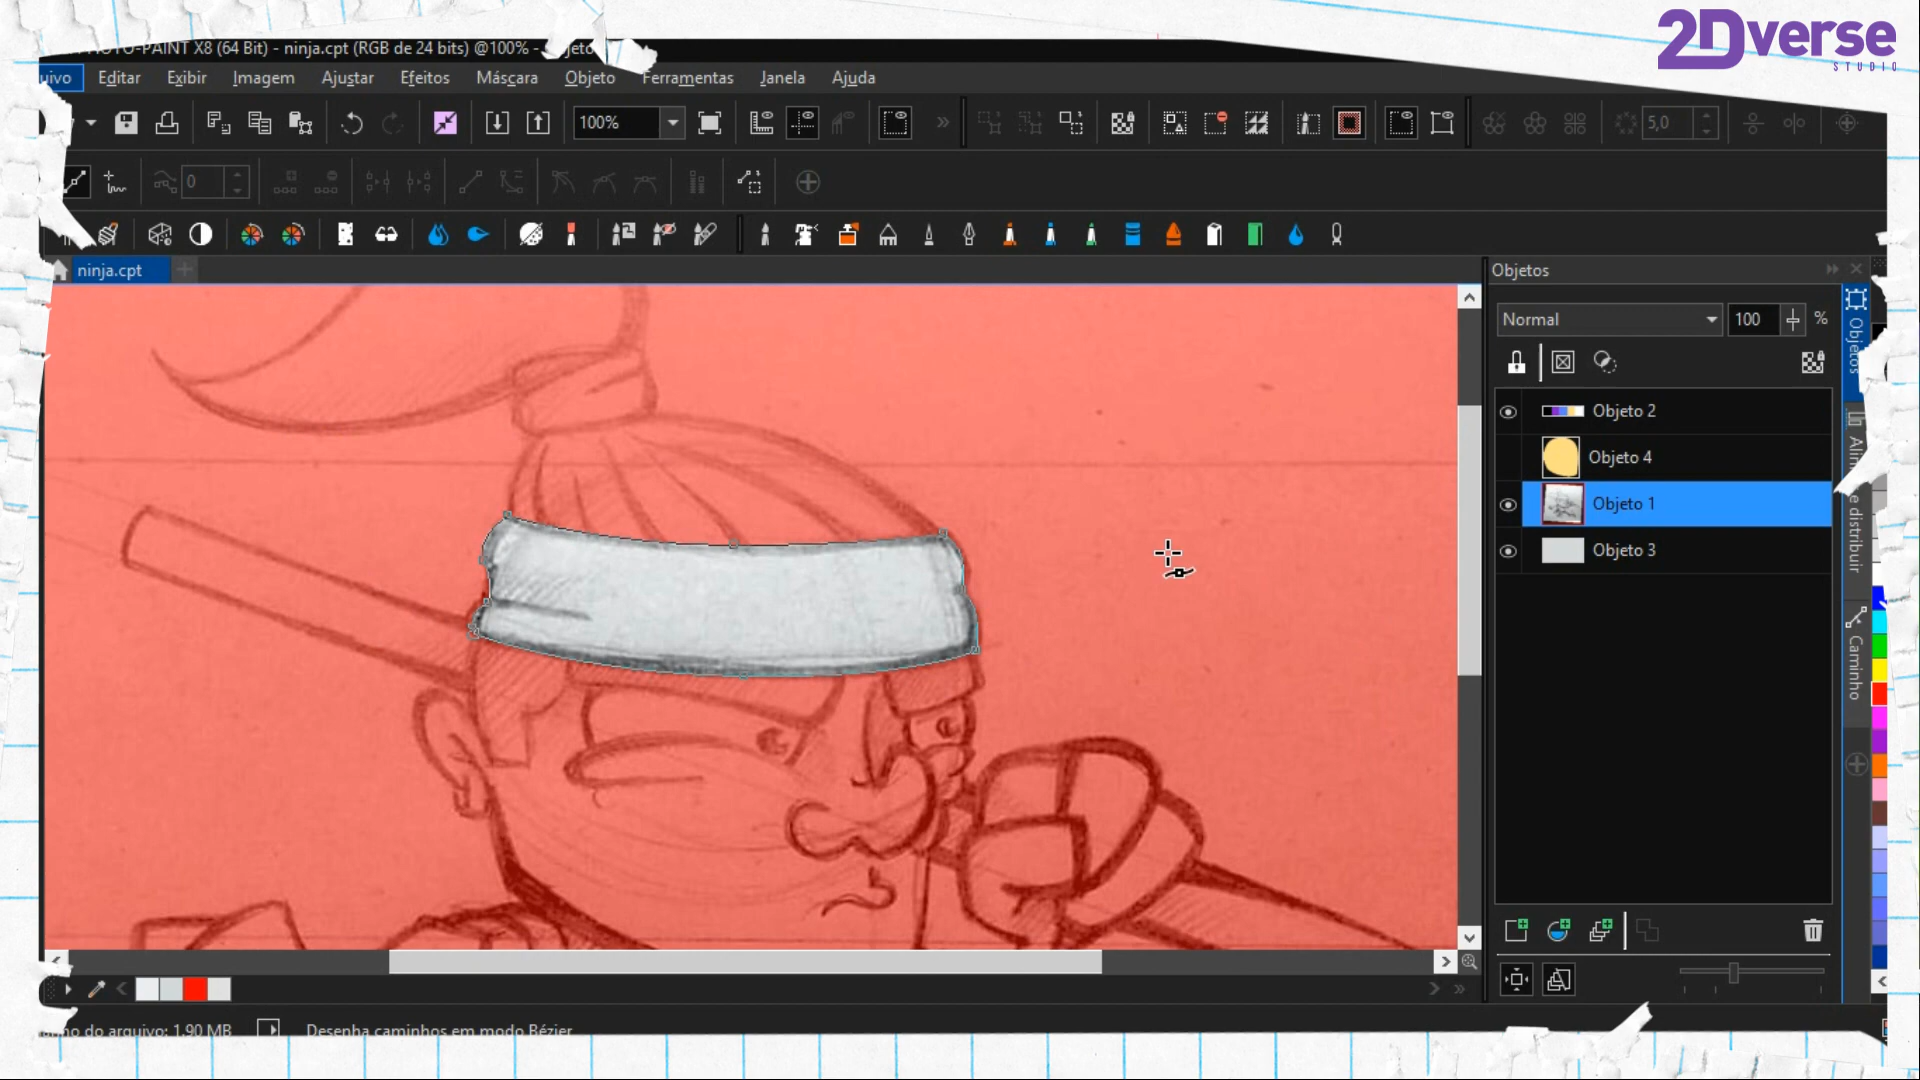 2Dverse
STUDIO
PHOTO-PAINT X8 (64 Bit) - ninja.cpt (RGB de 24 bits) @100% -
Editar Exibir Imagem Ajustar Efeitos Máscara Objeto Ferramentas Janela Ajuda
100%
5,0
0
ninja.cpt
Objetos
Normal 100 %
Objeto 2
Objeto 4
Objeto 1
Objeto 3
Objetos
e distribuir
Caminho
do arquivo: 1,90 MB Desenha caminhos em modo Bézier